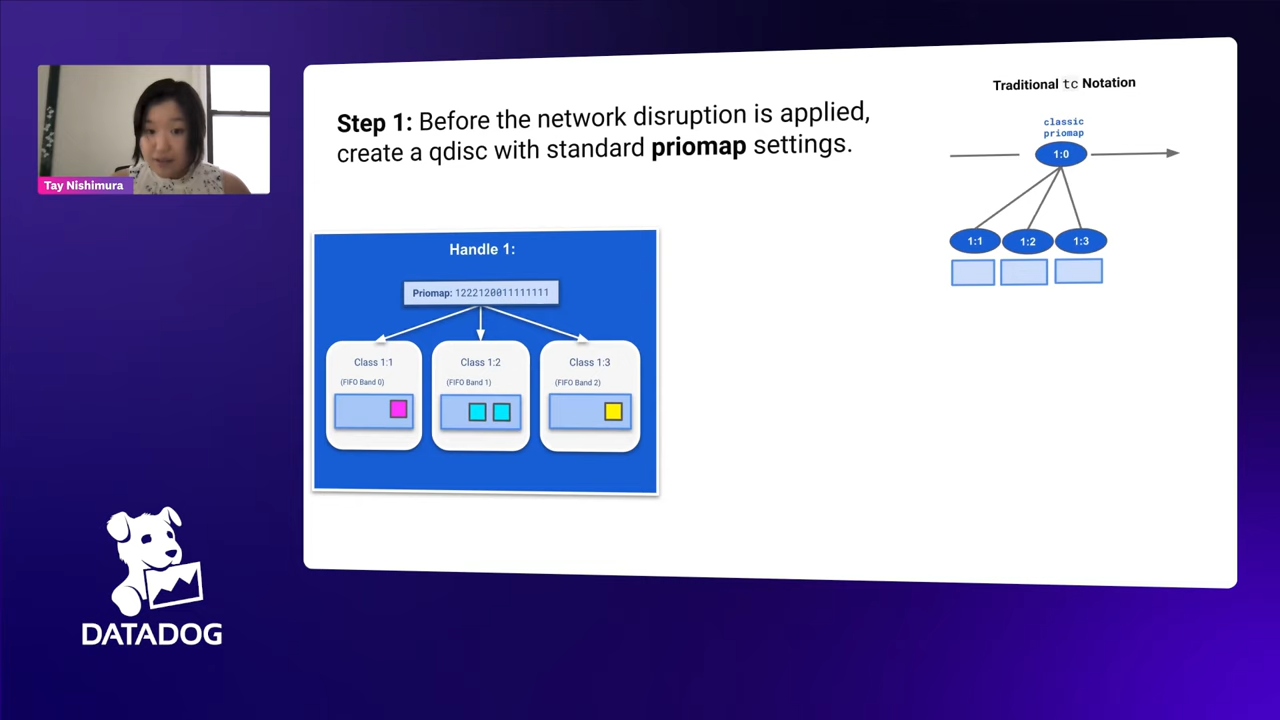 Tay Nishimura
DATADOG
Step 1: Before the network disruption is applied,
create a qdisc with standard priomap settings.
Handle 1:
Priomap: 1222120011111111
Class 1:1
(FIFO Band 0)
Class 1:2
(FIFO Band 1)
Class 1:3
(FIFO Band 2)
Traditional tc Notation
classic
priomap
1:0
1:1
1:2
1:3